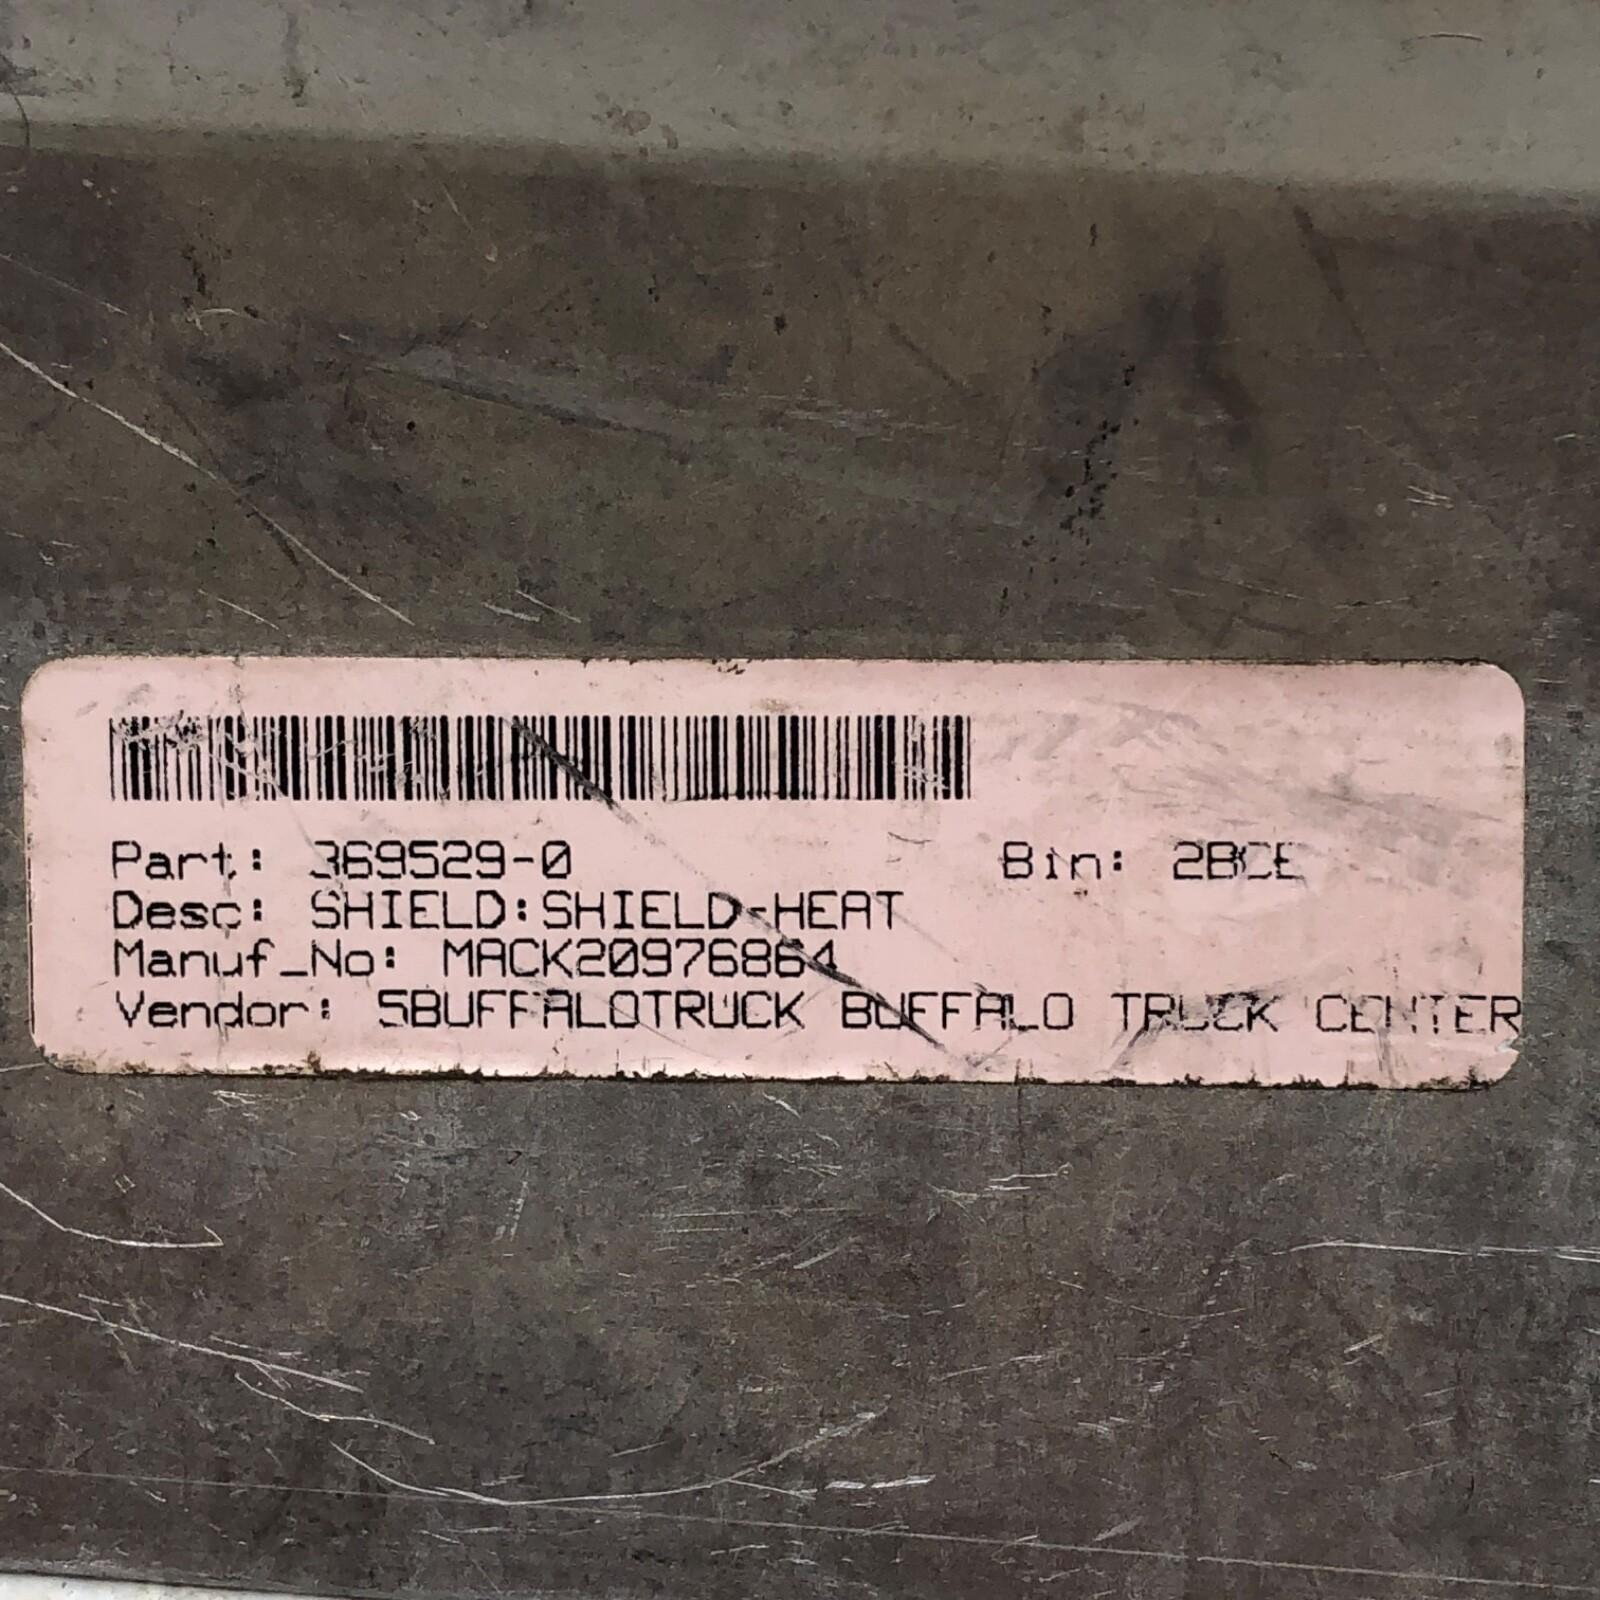 Part: 369529-0 Bin: 2BCE
Desc: SHIELD:SHIELD-HEAT
Manuf_No: MACK20976864
Vendor: 5BUFFALOTRUCK BUFFALO TRUCK CENTER